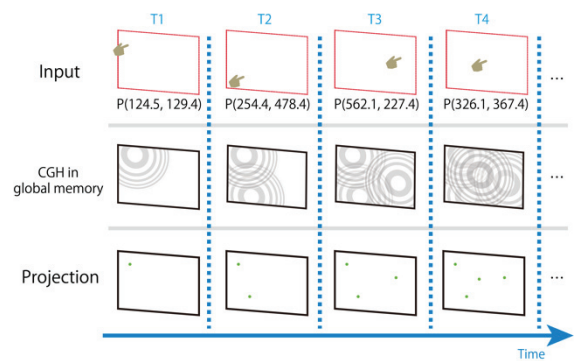 T1 T2 T3 T4
Input
P(124.5, 129.4) P(254.4, 478.4) P(562.1, 227.4) P(326.1, 367.4)
...
CGH in
global memory
...
Projection
...
Time